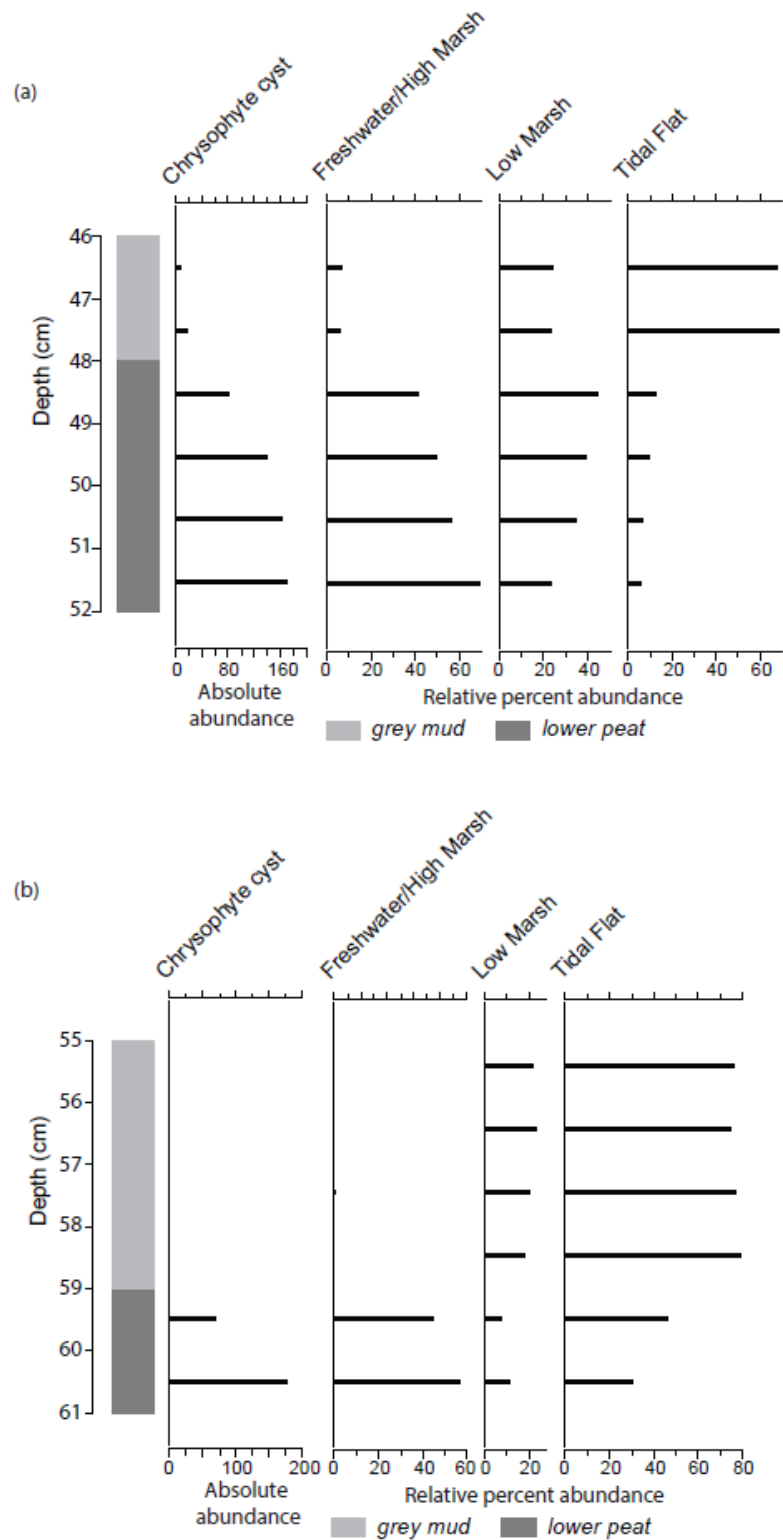 (a)
Chrysophyte cyst
Freshwater/High Marsh
Low Marsh
Tidal Flat
Depth (cm)
46
47
48
49
50
51
52
0 80 160 0 20 40 60 0 20 40 0 20 40 60
Absolute abundance
Relative percent abundance
grey mud lower peat
(b)
Chrysophyte cyst
Freshwater/High Marsh
Low Marsh
Tidal Flat
Depth (cm)
55
56
57
58
59
60
61
0 100 200 0 20 40 60 0 20 0 20 40 60 80
Absolute abundance
Relative percent abundance
grey mud lower peat